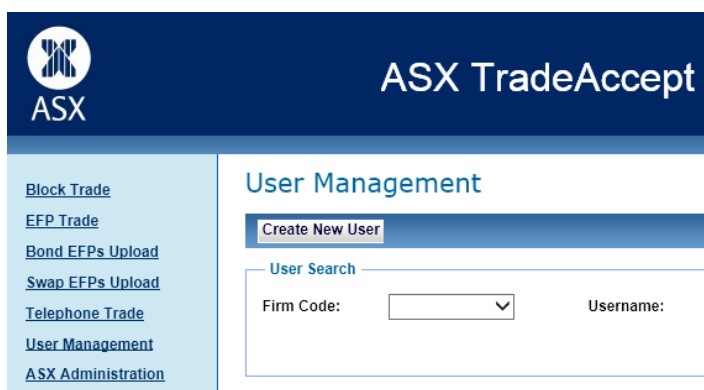 ASX
ASX TradeAccept
Block Trade
EFP Trade
Bond EFPs Upload
Swap EFPs Upload
Telephone Trade
User Management
ASX Administration
User Management
Create New User
User Search
Firm Code:
Username: